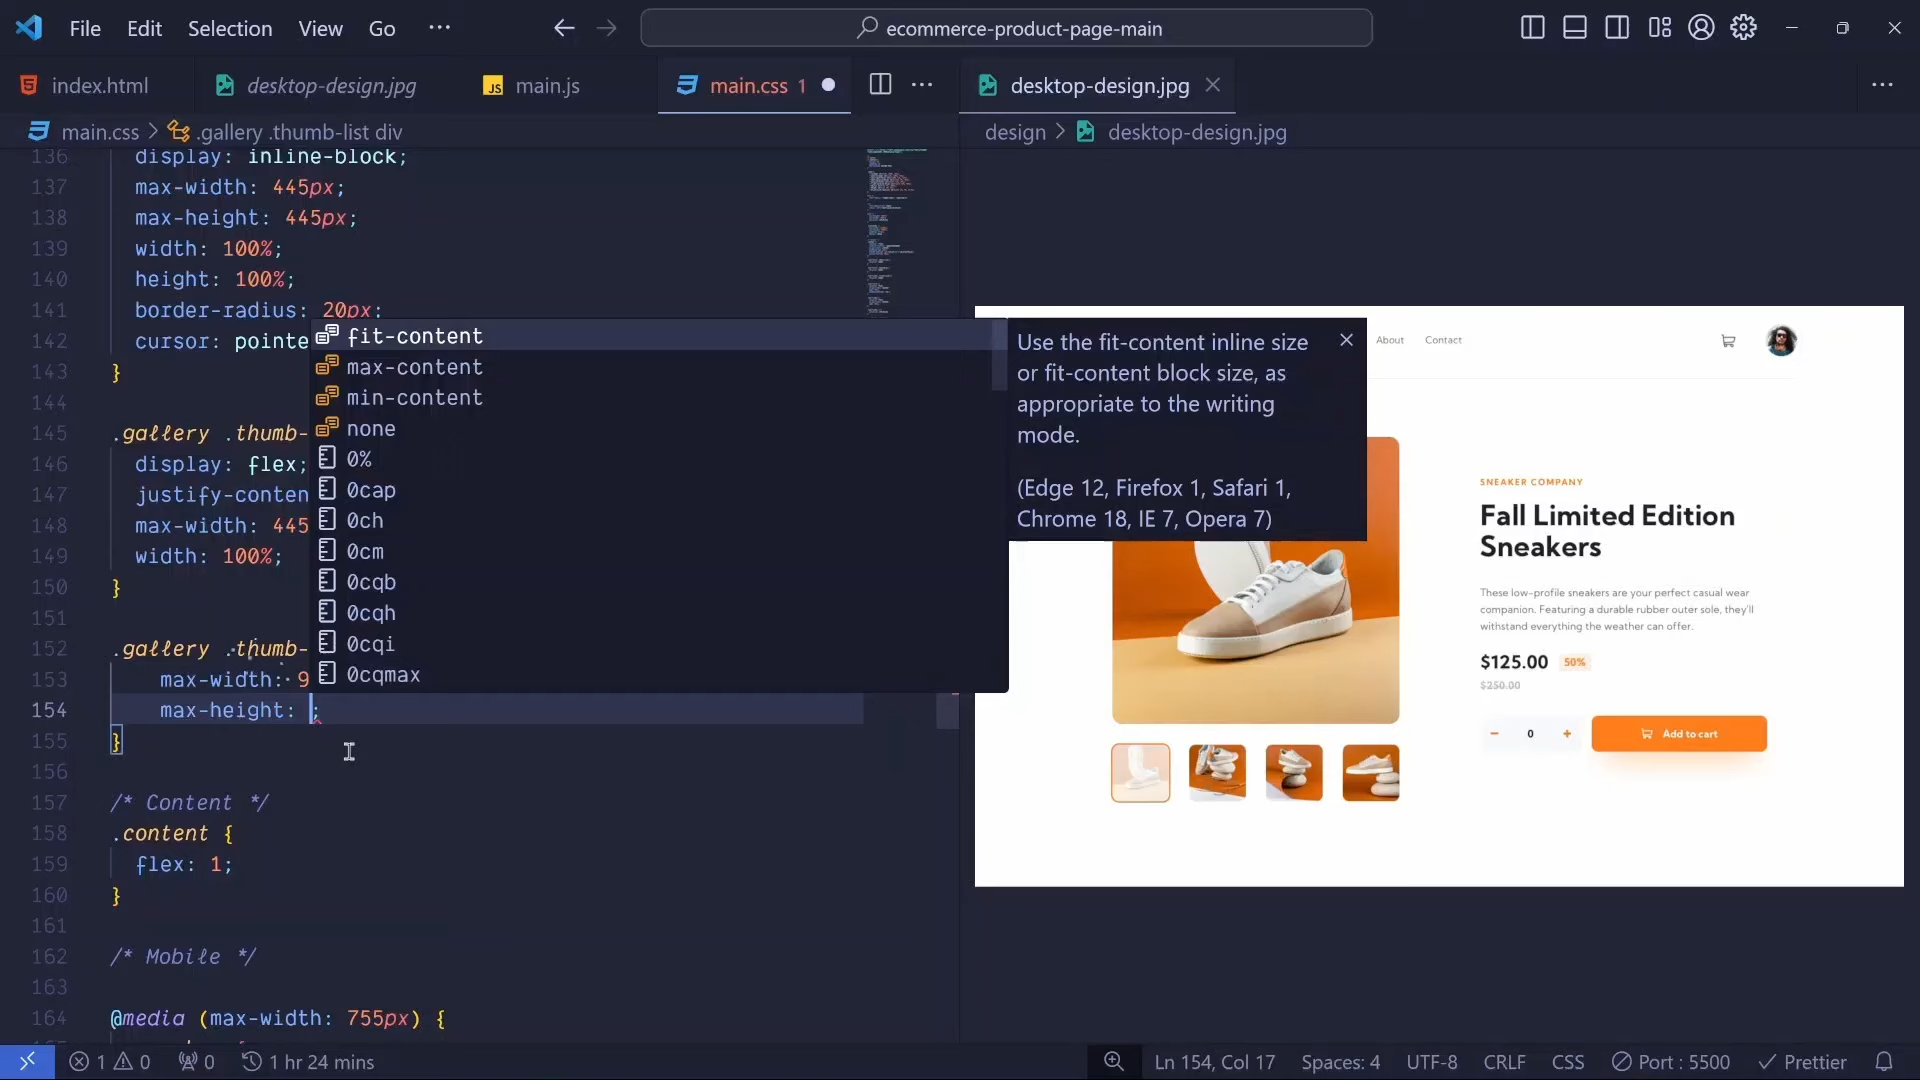 File Edit Selection View Go ···
ecommerce-product-page-main
index.html desktop-design.jpg main.js main.css 1
desktop-design.jpg
main.css > .gallery .thumb-list div
design > desktop-design.jpg
136 display: inline-block;
137 max-width: 445px;
138 max-height: 445px;
139 width: 100%;
140 height: 100%;
141 border-radius: 20px;
142 cursor: pointe
143 }
144
145 .gallery .thumb-
146 display: flex;
147 justify-conten
148 max-width: 445
149 width: 100%;
150 }
151
152 .gallery .thumb-
153 max-width: 9
154 max-height: ;
155 }
156
157 /* Content */
158 .content {
159 flex: 1;
160 }
161
162 /* Mobile */
163
164 @media (max-width: 755px) {
fit-content
max-content
min-content
none
0%
0cap
0ch
0cm
0cqb
0cqh
0cqi
0cqmax
Use the fit-content inline size
or fit-content block size, as
appropriate to the writing
mode.
(Edge 12, Firefox 1, Safari 1,
Chrome 18, IE 7, Opera 7)
About Contact
SNEAKER COMPANY
Fall Limited Edition
Sneakers
These low-profile sneakers are your perfect casual wear
companion. Featuring a durable rubber outer sole, they'll
withstand everything the weather can offer.
$125.00 50%
$250.00
− 0 + Add to cart
1 0 0 1 hr 24 mins
Ln 154, Col 17 Spaces: 4 UTF-8 CRLF CSS Port : 5500 Prettier